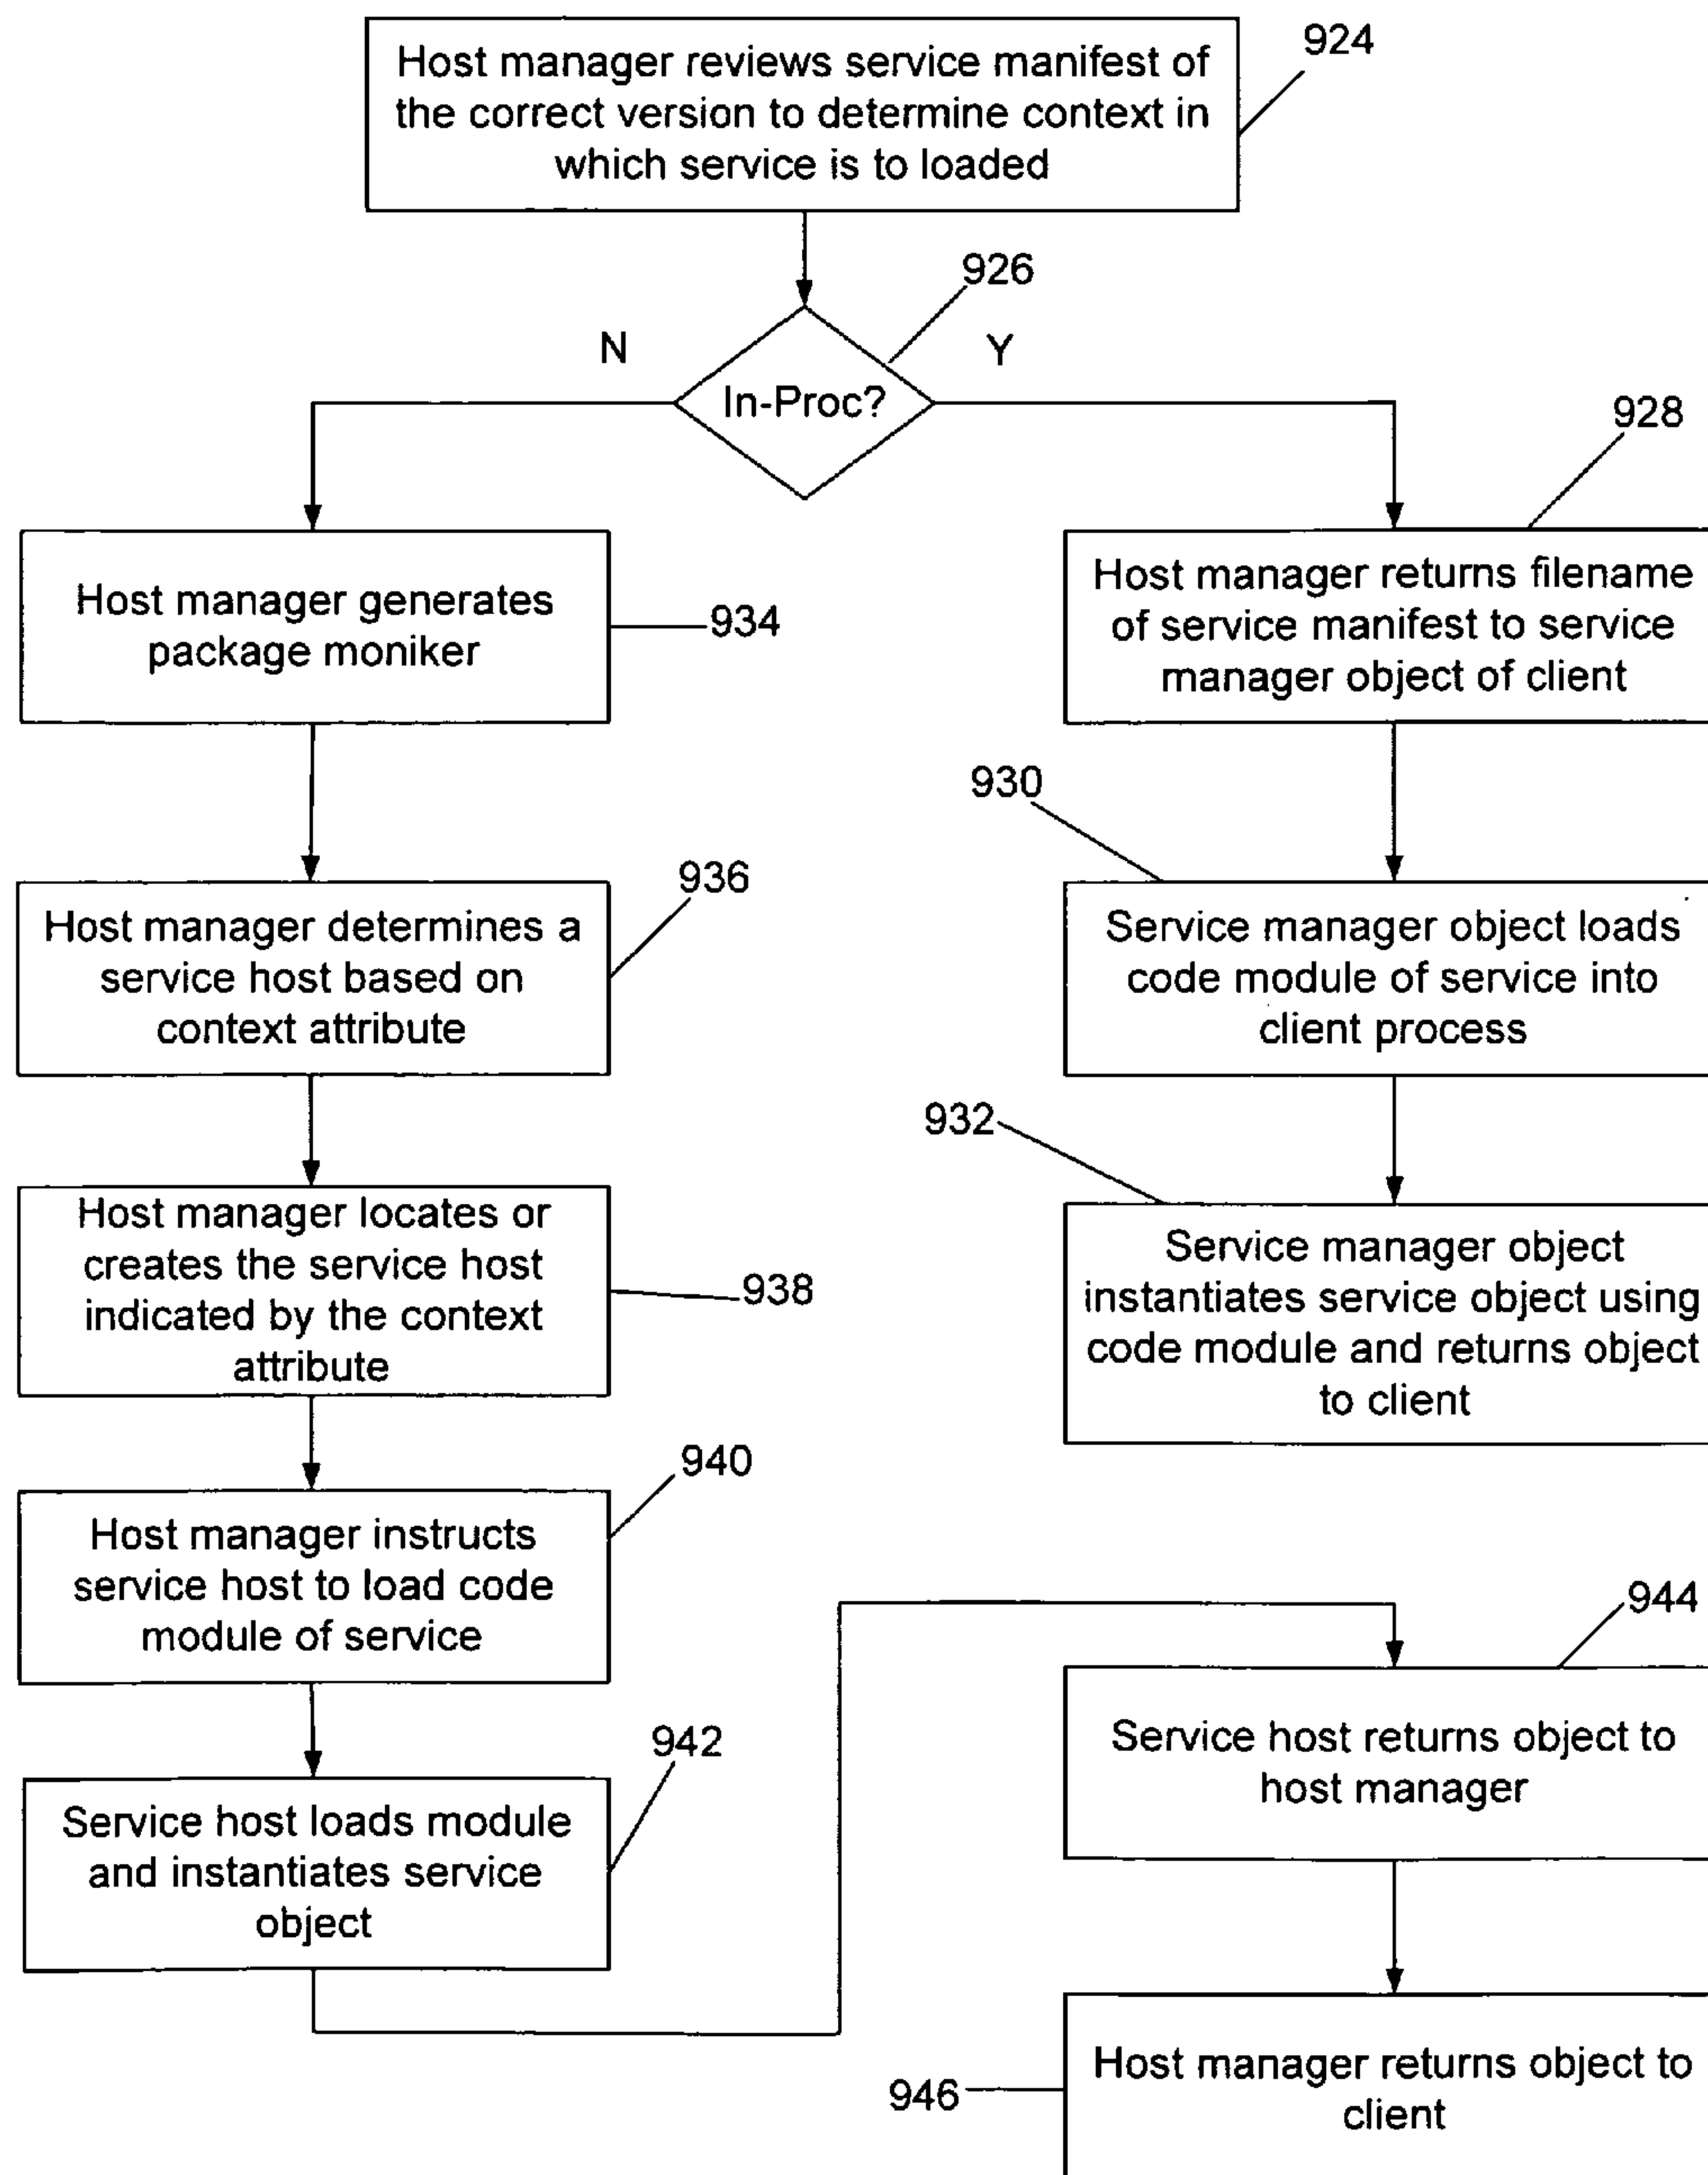 924
Host manager reviews service manifest of
the correct version to determine context in
which service is to loaded
926
N
Y
In-Proc?
928
Host manager generates
package moniker
934
Host manager returns filename
of service manifest to service
manager object of client
930
936
Host manager determines a
service host based on
context attribute
Service manager object loads
code module of service into
client process
932
Host manager locates or
creates the service host
indicated by the context
attribute
938
Service manager object
instantiates service object using
code module and returns object
to client
940
Host manager instructs
service host to load code
module of service
944
942
Service host loads module
and instantiates service
object
Service host returns object to
host manager
946
Host manager returns object to
client